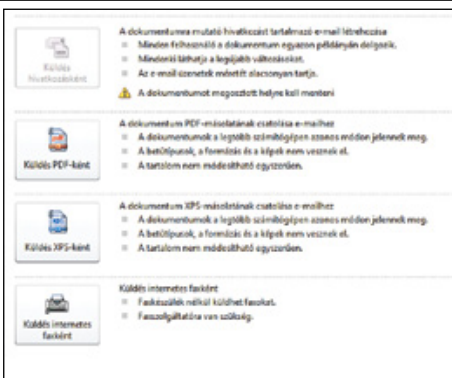 Küldés
hivatkozásként
A dokumentumra mutató hivatkozást tartalmazó e-mail létrehozása
Minden felhasználó a dokumentum egyazon példányán dolgozik.
Mindenki láthatja a legújabb változásokat.
Az e-mail üzenetek méretét alacsonyan tartja.
A dokumentumot megosztott helyre kell menteni
Küldés PDF-ként
A dokumentum PDF-másolatának csatolása e-mailhez
A dokumentumok a legtöbb számítógépen azonos módon jelennek meg.
A betűtípusok, a formázás és a képek nem vesznek el.
A tartalom nem módosítható egyszerűen.
Küldés XPS-ként
A dokumentum XPS-másolatának csatolása e-mailhez
A dokumentumok a legtöbb számítógépen azonos módon jelennek meg.
A betűtípusok, a formázás és a képek nem vesznek el.
A tartalom nem módosítható egyszerűen.
Küldés internetes
faxként
Küldés internetes faxként
Faxkészülék nélkül küldhet faxokat.
Faxszolgáltatóra van szükség.